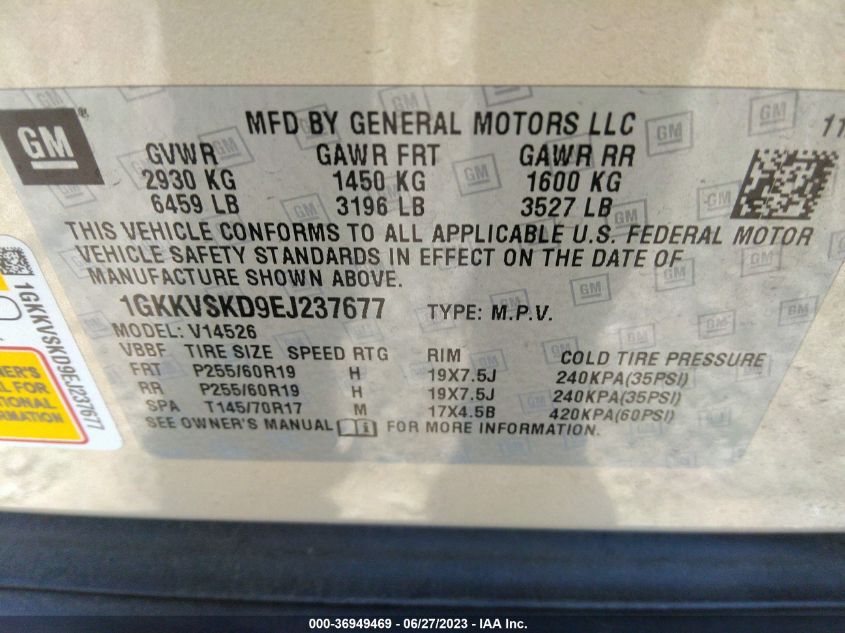 GM
MFD BY GENERAL MOTORS LLC
11
GVWR GAWR FRT GAWR RR
2930 KG 1450 KG 1600 KG
6459 LB 3196 LB 3527 LB
THIS VEHICLE CONFORMS TO ALL APPLICABLE U.S. FEDERAL MOTOR
VEHICLE SAFETY STANDARDS IN EFFECT ON THE DATE OF
MANUFACTURE SHOWN ABOVE.
1GKKVSKD9EJ237677 TYPE: M.P.V.
MODEL: V14526
VBBF TIRE SIZE SPEED RTG RIM COLD TIRE PRESSURE
FRT P255/60R19 H 19X7.5J 240KPA(35PSI)
RR P255/60R19 H 19X7.5J 240KPA(35PSI)
SPA T145/70R17 M 17X4.5B 420KPA(60PSI)
SEE OWNER'S MANUAL FOR MORE INFORMATION.
1GKKVSKD9EJ237677
FOR
000-36949469 - 06/27/2023 - IAA Inc.